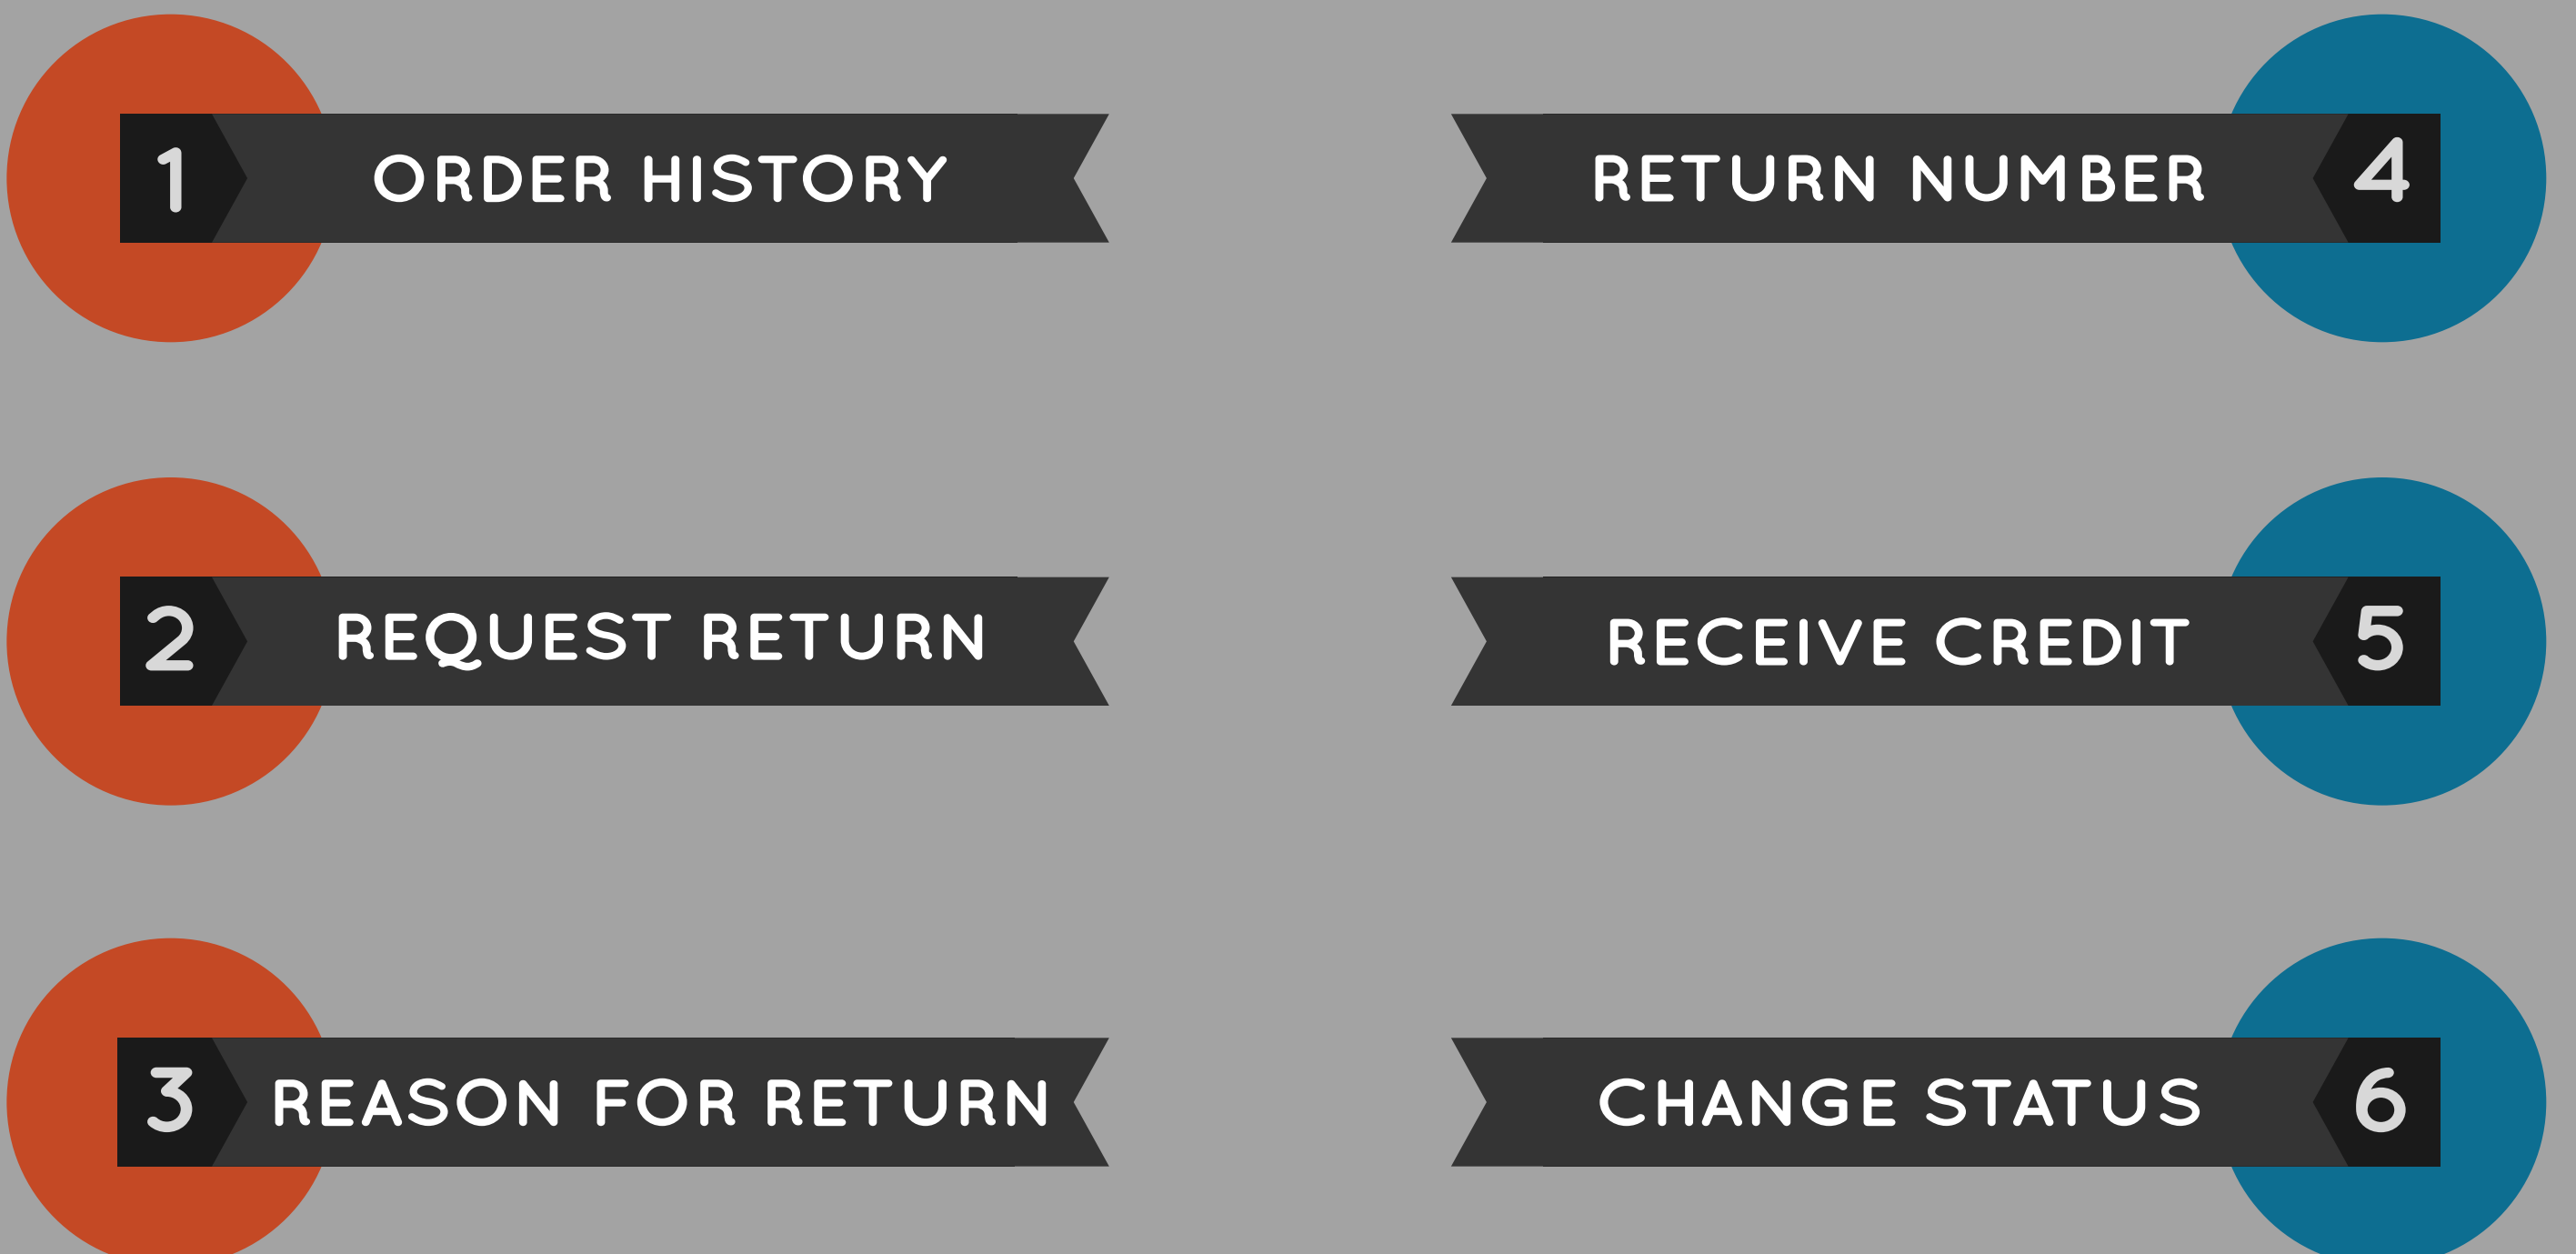 1 ORDER HISTORY
2 REQUEST RETURN
3 REASON FOR RETURN
RETURN NUMBER 4
RECEIVE CREDIT 5
CHANGE STATUS 6